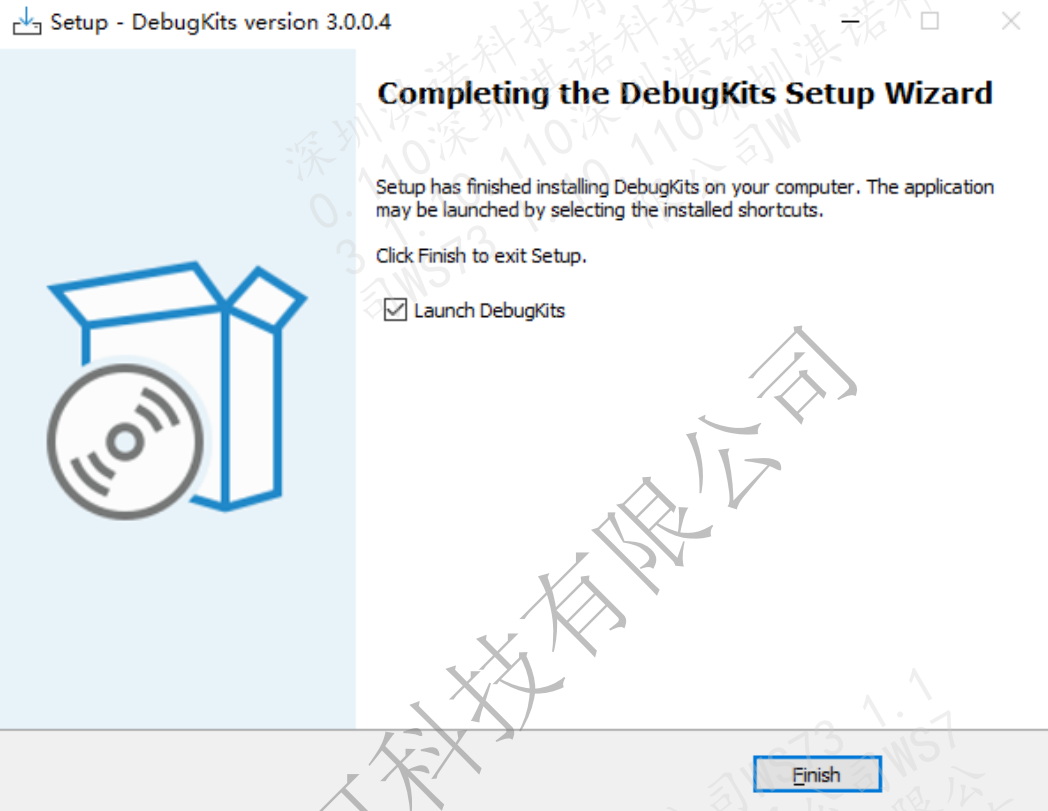 Setup - DebugKits version 3.0.0.4
Completing the DebugKits Setup Wizard
Setup has finished installing DebugKits on your computer. The application
may be launched by selecting the installed shortcuts.
Click Finish to exit Setup.
Launch DebugKits
Finish
科技有限公司